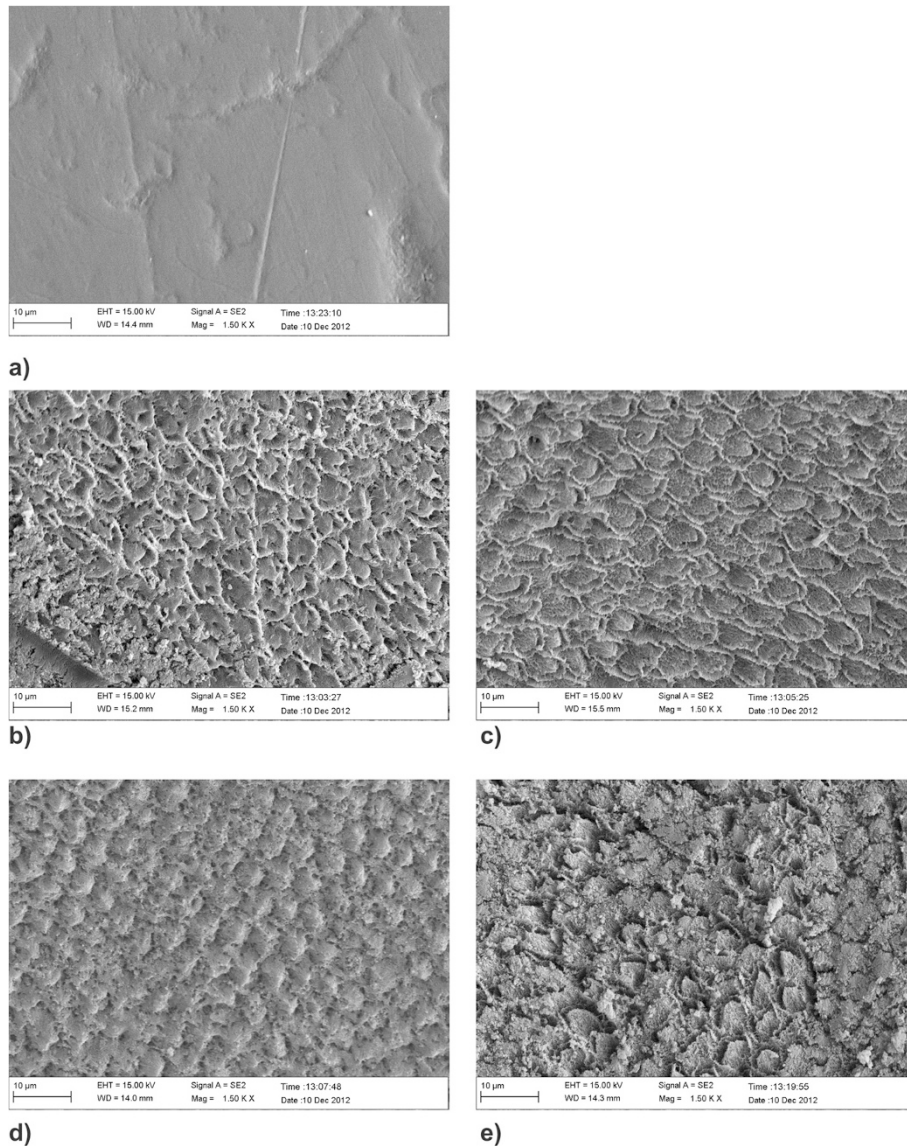 10 µm EHT = 15.00 kV Signal A = SE2 Time :13:23:10
WD = 14.4 mm Mag = 1.50 K X Date :10 Dec 2012
a)
10 µm EHT = 15.00 kV Signal A = SE2 Time :13:03:27
WD = 15.2 mm Mag = 1.50 K X Date :10 Dec 2012
b)
10 µm EHT = 15.00 kV Signal A = SE2 Time :13:05:25
WD = 15.5 mm Mag = 1.50 K X Date :10 Dec 2012
c)
10 µm EHT = 15.00 kV Signal A = SE2 Time :13:07:48
WD = 14.0 mm Mag = 1.50 K X Date :10 Dec 2012
d)
10 µm EHT = 15.00 kV Signal A = SE2 Time :13:19:55
WD = 14.3 mm Mag = 1.50 K X Date :10 Dec 2012
e)